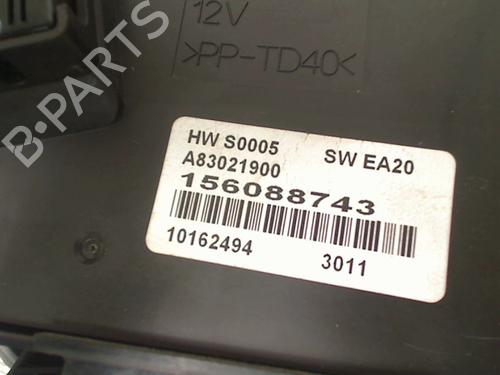 12V
>PP-TD40<
B-PARTS
HW S0005 SW EA20
A83021900
156088743
10162494 3011